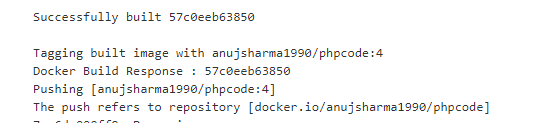 Successfully built 57c0eeb63850
Tagging built image with anujsharma1990/phpcode:4
Docker Build Response : 57c0eeb63850
Pushing [anujsharma1990/phpcode:4]
The push refers to repository [docker.io/anujsharma1990/phpcode]